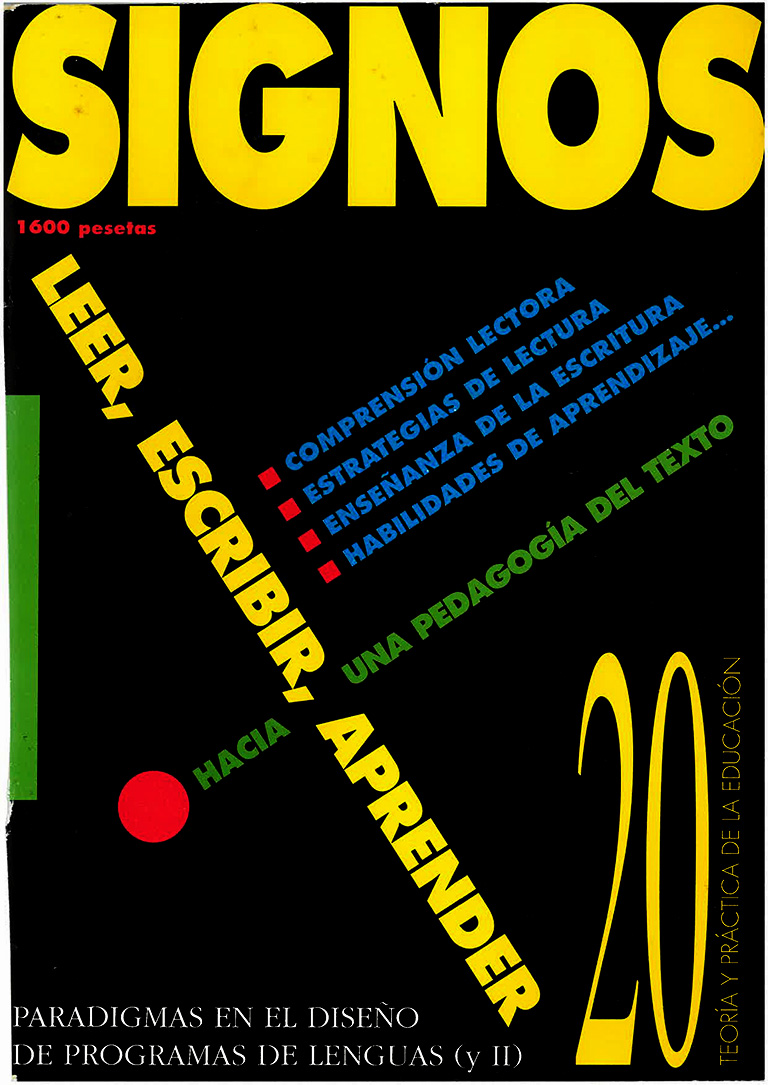 SIGNOS
1600 pesetas
LEER, ESCRIBIR, APRENDER
COMPRENSIÓN LECTORA
ESTRATEGIAS DE LECTURA
ENSEÑANZA DE LA ESCRITURA
HABILIDADES DE APRENDIZAJE...
HACIA UNA PEDAGOGÍA DEL TEXTO
20
TEORÍA Y PRÁCTICA DE LA EDUCACIÓN
PARADIGMAS EN EL DISEÑO
DE PROGRAMAS DE LENGUAS (y II)